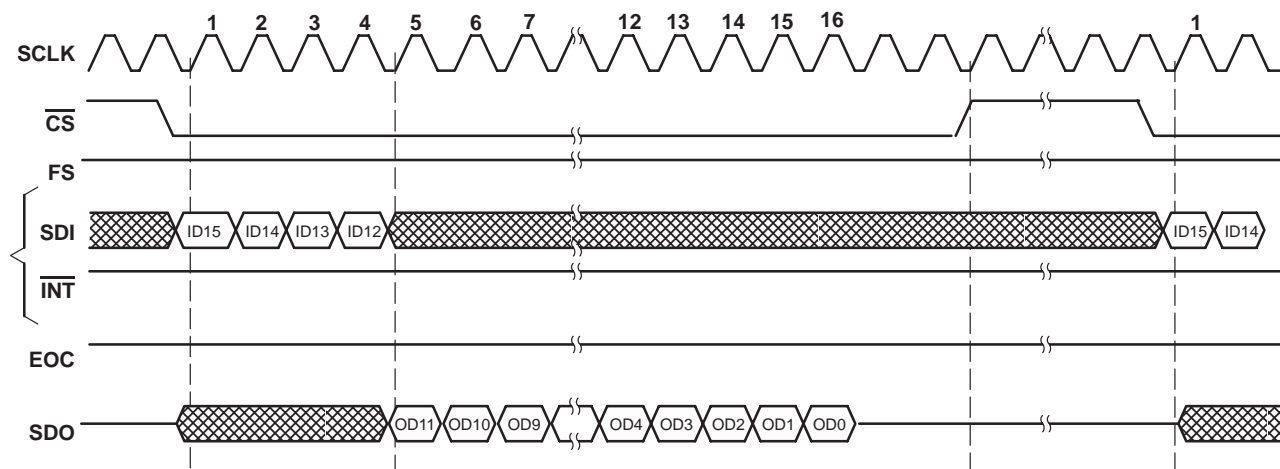 1 2 3 4 5 6 7 12 13 14 15 16 1
SCLK
CS
FS
SDI ID15 ID14 ID13 ID12 ID15 ID14
INT
EOC
SDO OD11 OD10 OD9 OD4 OD3 OD2 OD1 OD0